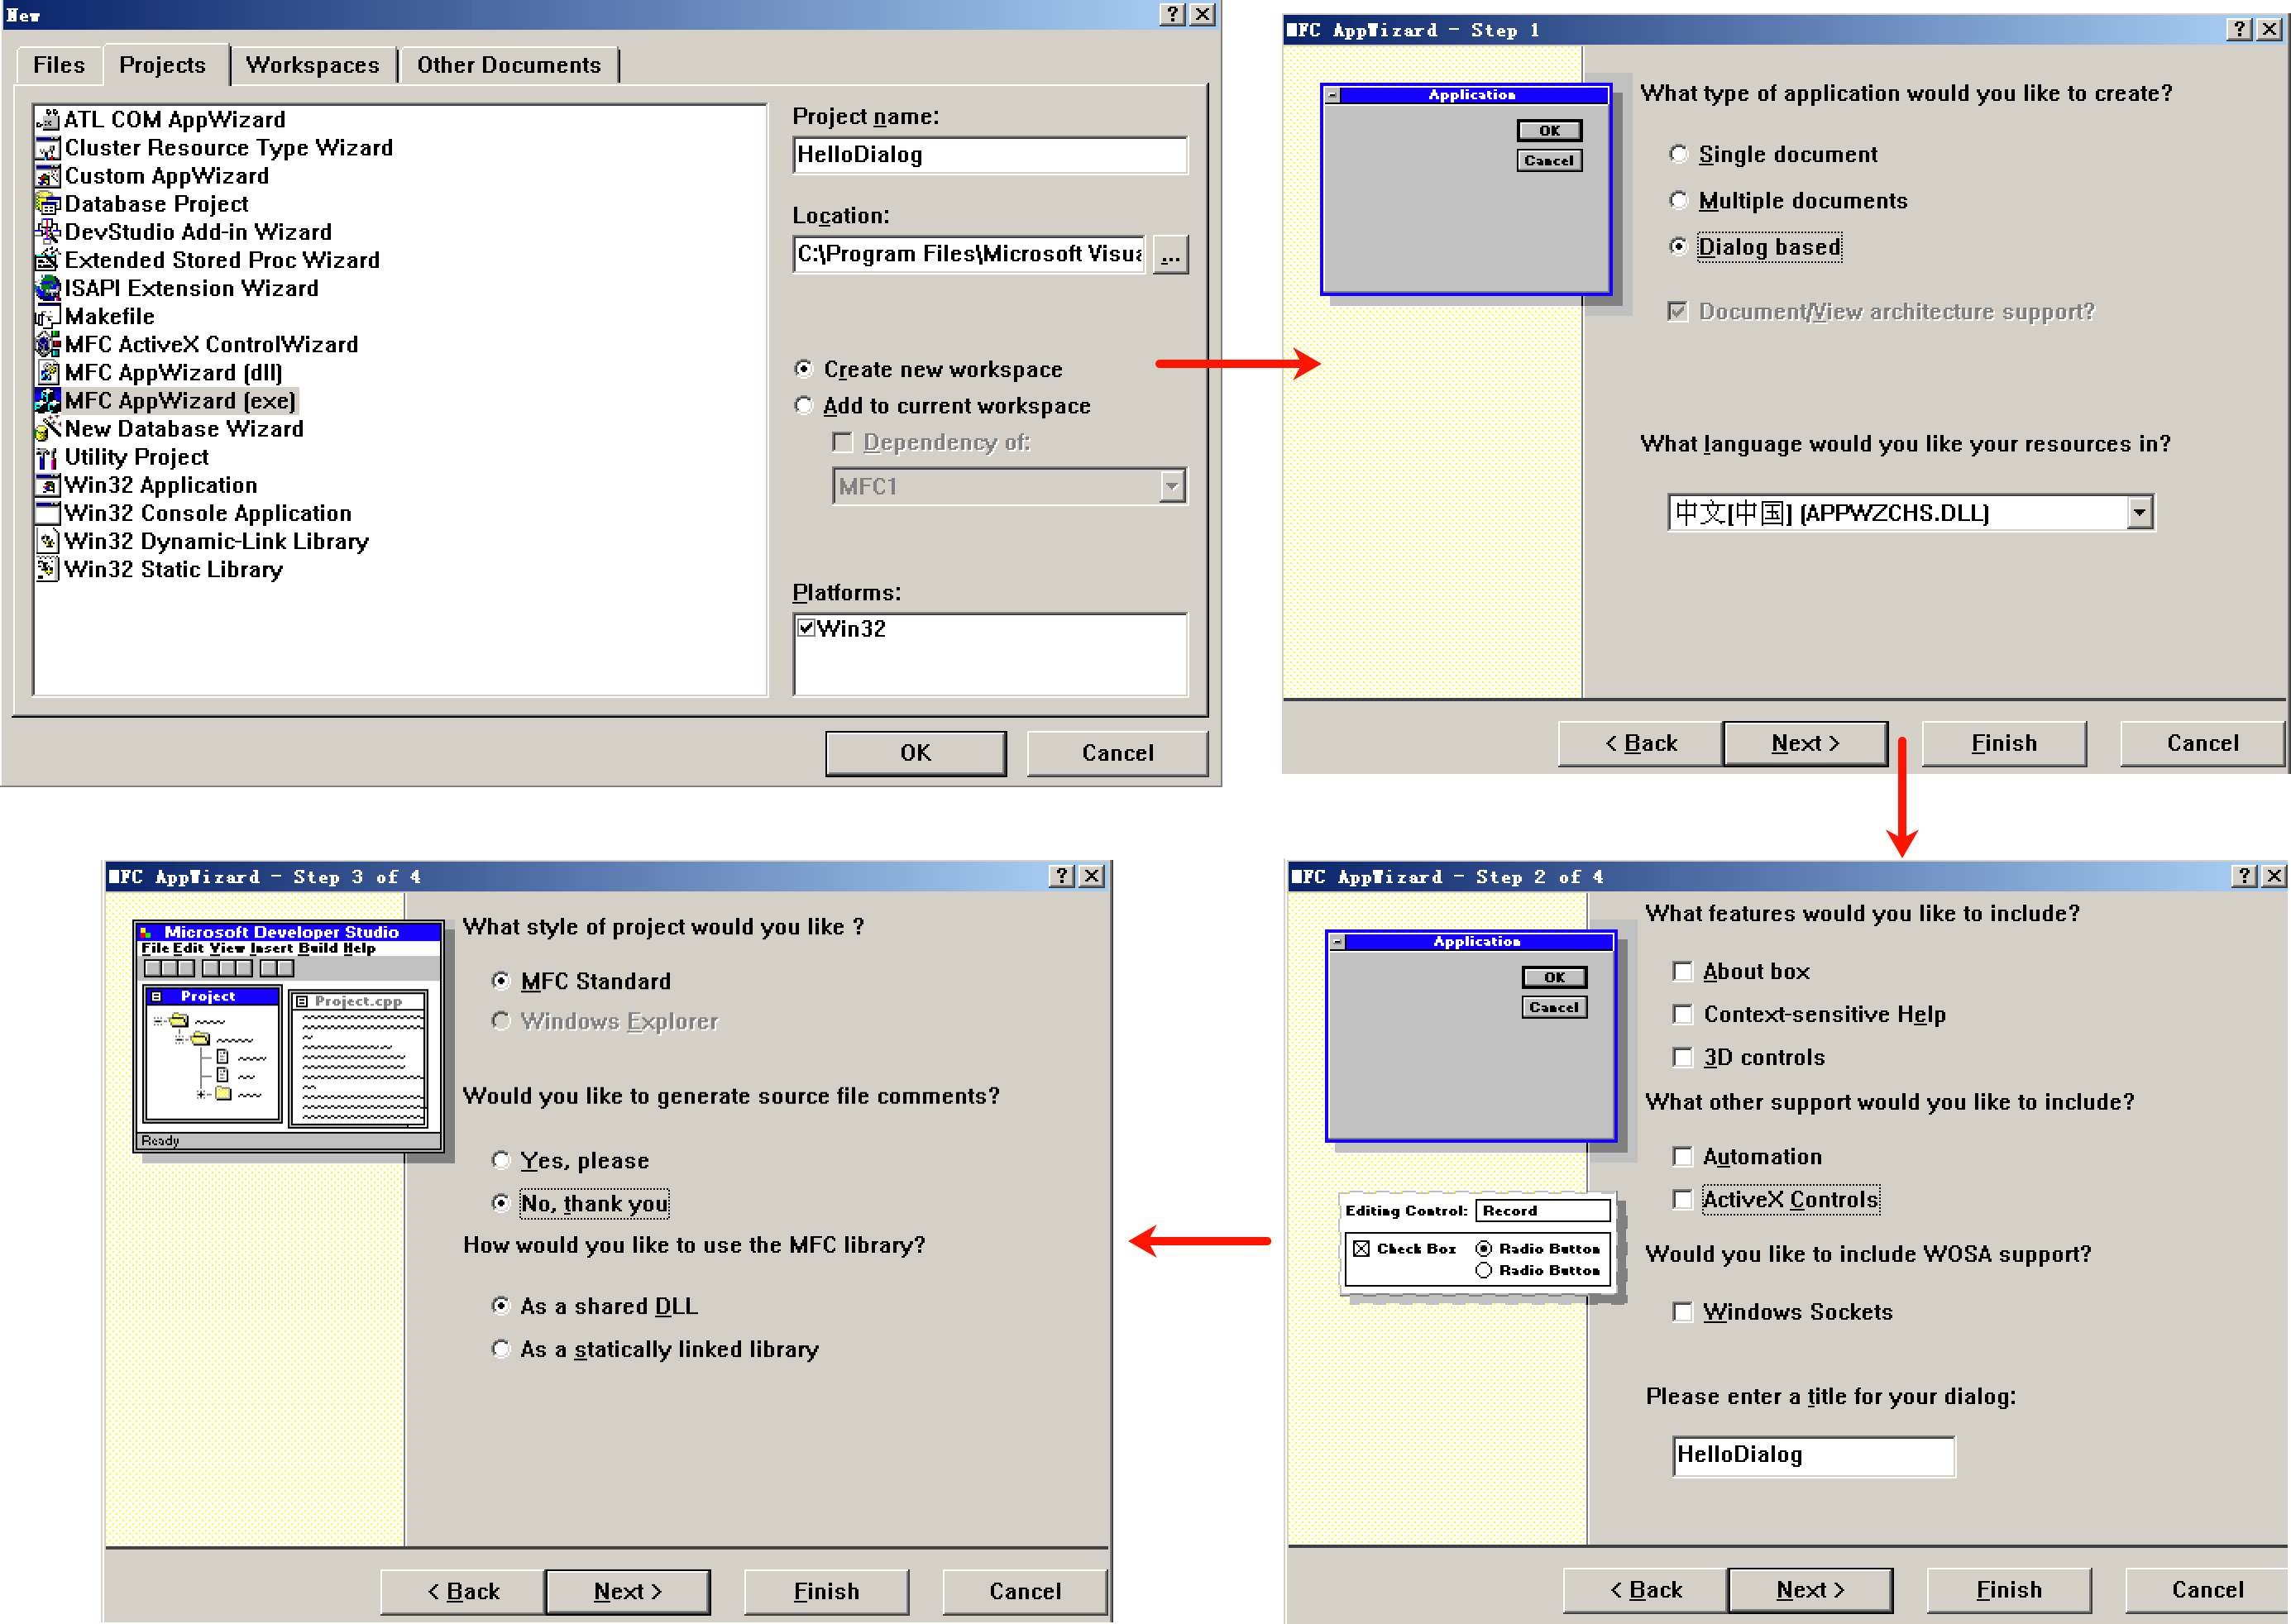 New
Files Projects Workspaces Other Documents
ATL COM AppWizard
Cluster Resource Type Wizard
Custom AppWizard
Database Project
DevStudio Add-in Wizard
Extended Stored Proc Wizard
ISAPI Extension Wizard
Makefile
MFC ActiveX ControlWizard
MFC AppWizard (dll)
MFC AppWizard (exe)
New Database Wizard
Utility Project
Win32 Application
Win32 Console Application
Win32 Dynamic-Link Library
Win32 Static Library
Project name:
HelloDialog
Location:
C:\Program Files\Microsoft Visua
...
Create new workspace
Add to current workspace
Dependency of:
MFC1
Platforms:
Win32
OK Cancel
MFC AppWizard - Step 1
Application
OK
Cancel
What type of application would you like to create?
Single document
Multiple documents
Dialog based
Document/View architecture support?
What language would you like your resources in?
中文[中国] (APPWZCHS.DLL)
< Back Next > Finish Cancel
MFC AppWizard - Step 3 of 4
Microsoft Developer Studio
File Edit View Insert Build Help
Project
Project.cpp
Ready
What style of project would you like ?
MFC Standard
Windows Explorer
Would you like to generate source file comments?
Yes, please
No, thank you
How would you like to use the MFC library?
As a shared DLL
As a statically linked library
< Back Next > Finish Cancel
MFC AppWizard - Step 2 of 4
Application
OK
Cancel
Editing Control: Record
Check Box Radio Button
Radio Button
What features would you like to include?
About box
Context-sensitive Help
3D controls
What other support would you like to include?
Automation
ActiveX Controls
Would you like to include WOSA support?
Windows Sockets
Please enter a title for your dialog:
HelloDialog
< Back Next > Finish Cancel